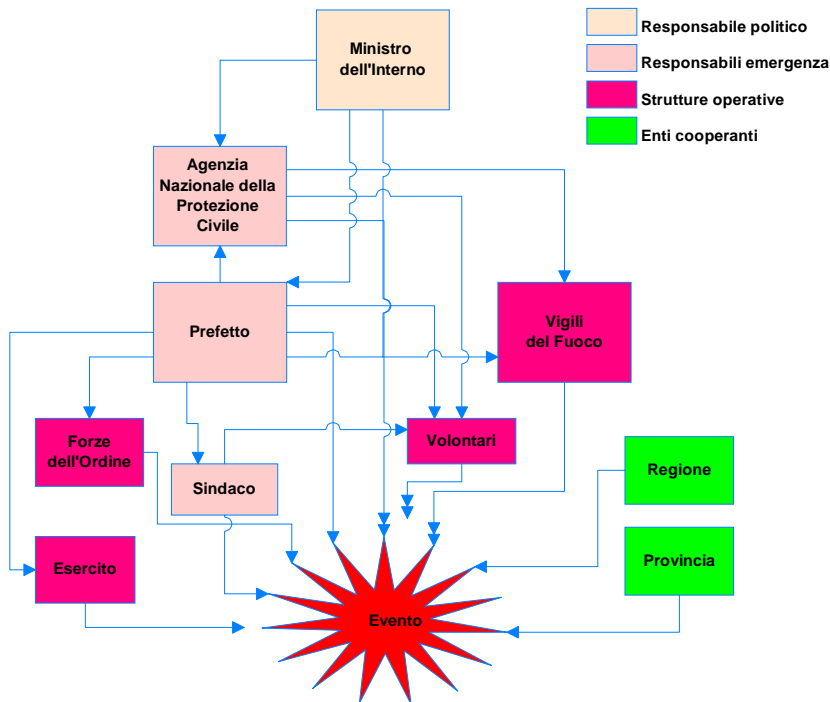 Ministro
dell'Interno
Responsabile politico
Responsabili emergenza
Strutture operative
Enti cooperanti
Agenzia
Nazionale della
Protezione
Civile
Prefetto
Vigili
del Fuoco
Forze
dell'Ordine
Volontari
Sindaco
Regione
Esercito
Provincia
Evento